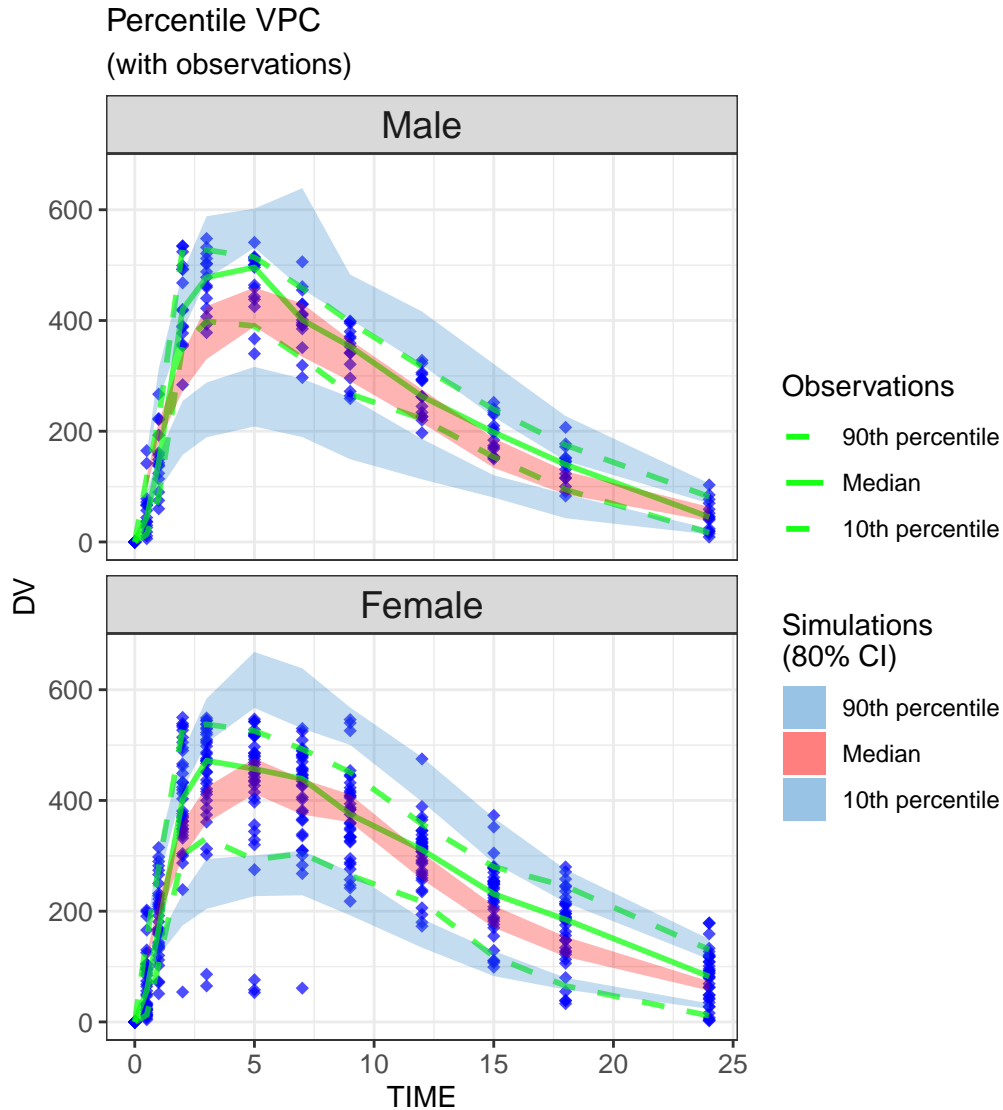 Percentile VPC
(with observations)
Male
600
400
200
0
Female
600
400
200
0
0 5 10 15 20 25
TIME
DV
Observations
90th percentile
Median
10th percentile
Simulations
(80% CI)
90th percentile
Median
10th percentile